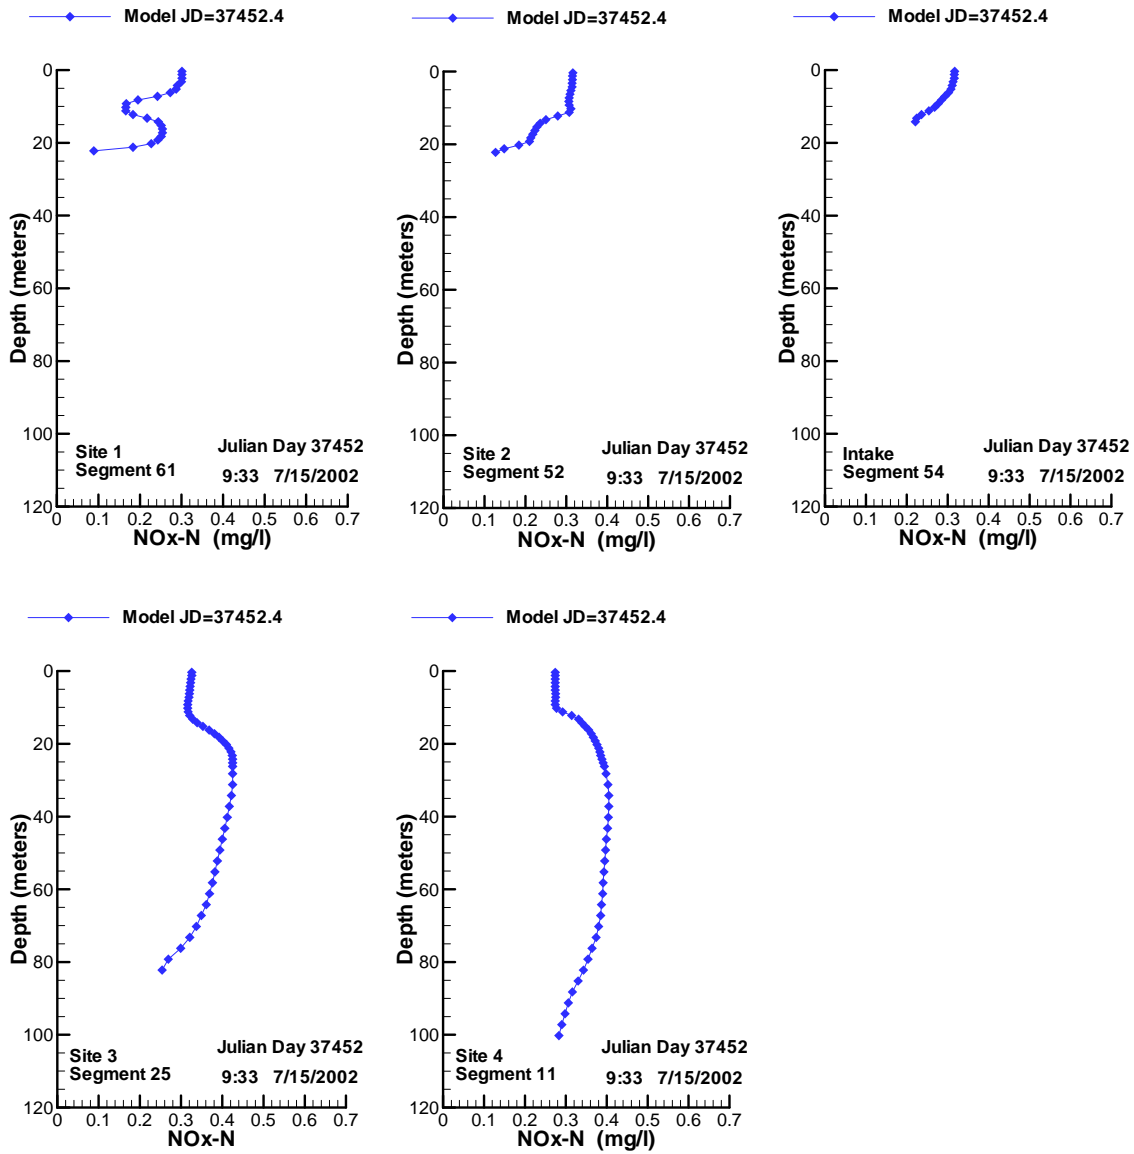 Model JD=37452.4
0
20
40
60
80
100
120
Depth (meters)
Site 1
Segment 61
Julian Day 37452
9:33 7/15/2002
0 0.1 0.2 0.3 0.4 0.5 0.6 0.7
NOx-N (mg/l)
Model JD=37452.4
0
20
40
60
80
100
120
Depth (meters)
Site 2
Segment 52
Julian Day 37452
9:33 7/15/2002
0 0.1 0.2 0.3 0.4 0.5 0.6 0.7
NOx-N (mg/l)
Model JD=37452.4
0
20
40
60
80
100
120
Depth (meters)
Intake
Segment 54
Julian Day 37452
9:33 7/15/2002
0 0.1 0.2 0.3 0.4 0.5 0.6 0.7
NOx-N (mg/l)
Model JD=37452.4
0
20
40
60
80
100
120
Depth (meters)
Site 3
Segment 25
Julian Day 37452
9:33 7/15/2002
0 0.1 0.2 0.3 0.4 0.5 0.6 0.7
NOx-N
Model JD=37452.4
0
20
40
60
80
100
120
Depth (meters)
Site 4
Segment 11
Julian Day 37452
9:33 7/15/2002
0 0.1 0.2 0.3 0.4 0.5 0.6 0.7
NOx-N (mg/l)